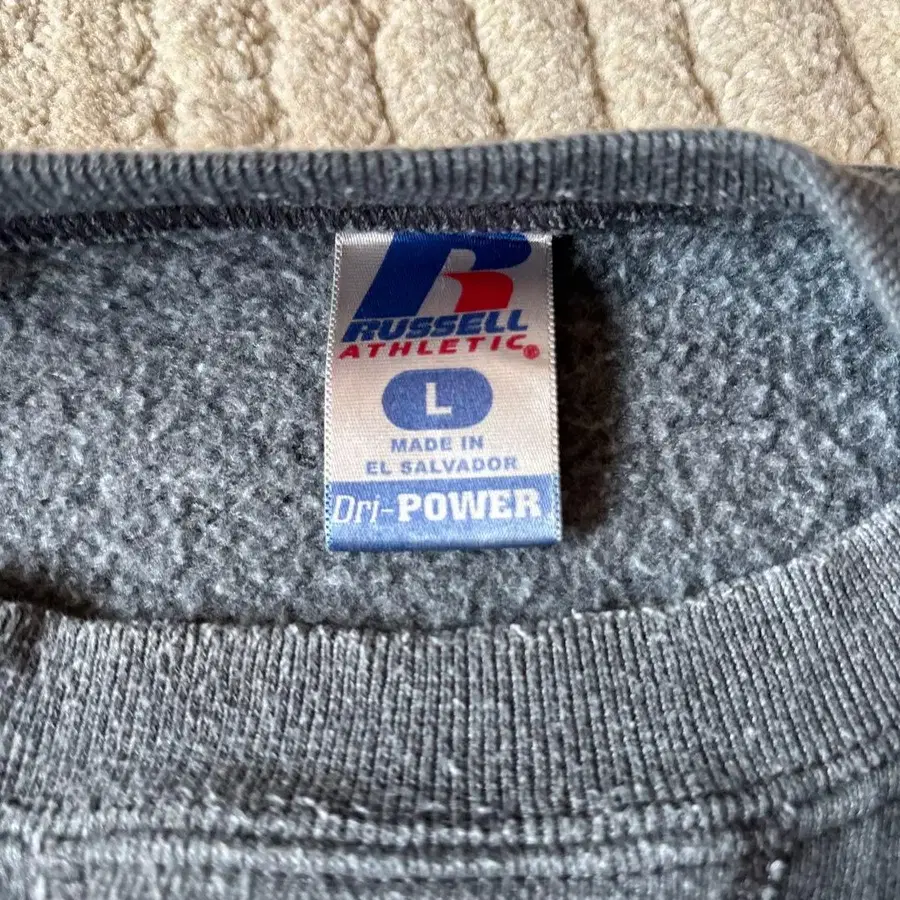 R
RUSSELL
ATHLETIC®
L
MADE IN
EL SALVADOR
Dri-POWER